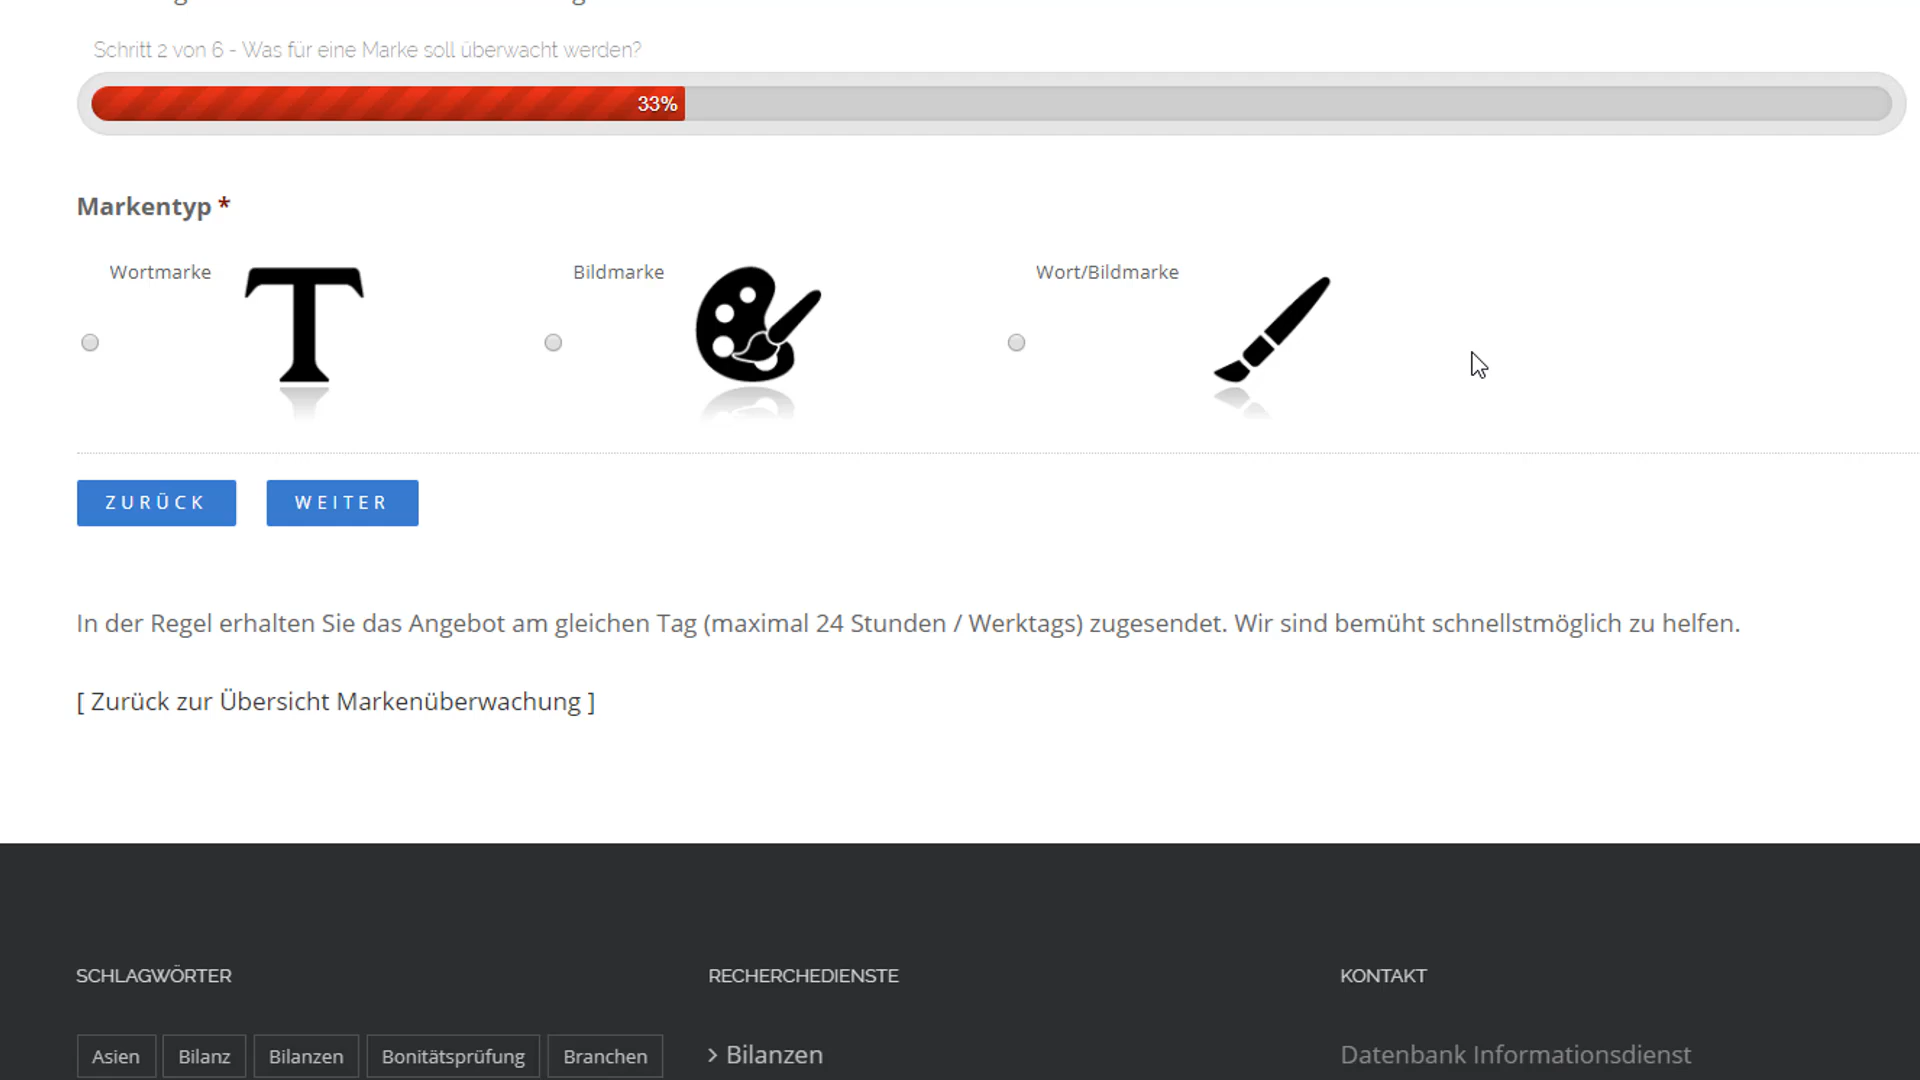 Schritt 2 von 6 - Was für eine Marke soll überwacht werden?
33%
Markentyp *
Wortmarke
Bildmarke
Wort/Bildmarke
ZURÜCK
WEITER
In der Regel erhalten Sie das Angebot am gleichen Tag (maximal 24 Stunden / Werktags) zugesendet. Wir sind bemüht schnellstmöglich zu helfen.
[ Zurück zur Übersicht Markenüberwachung ]
SCHLAGWÖRTER
RECHERCHEDIENSTE
KONTAKT
Asien
Bilanz
Bilanzen
Bonitätsprüfung
Branchen
> Bilanzen
Datenbank Informationsdienst